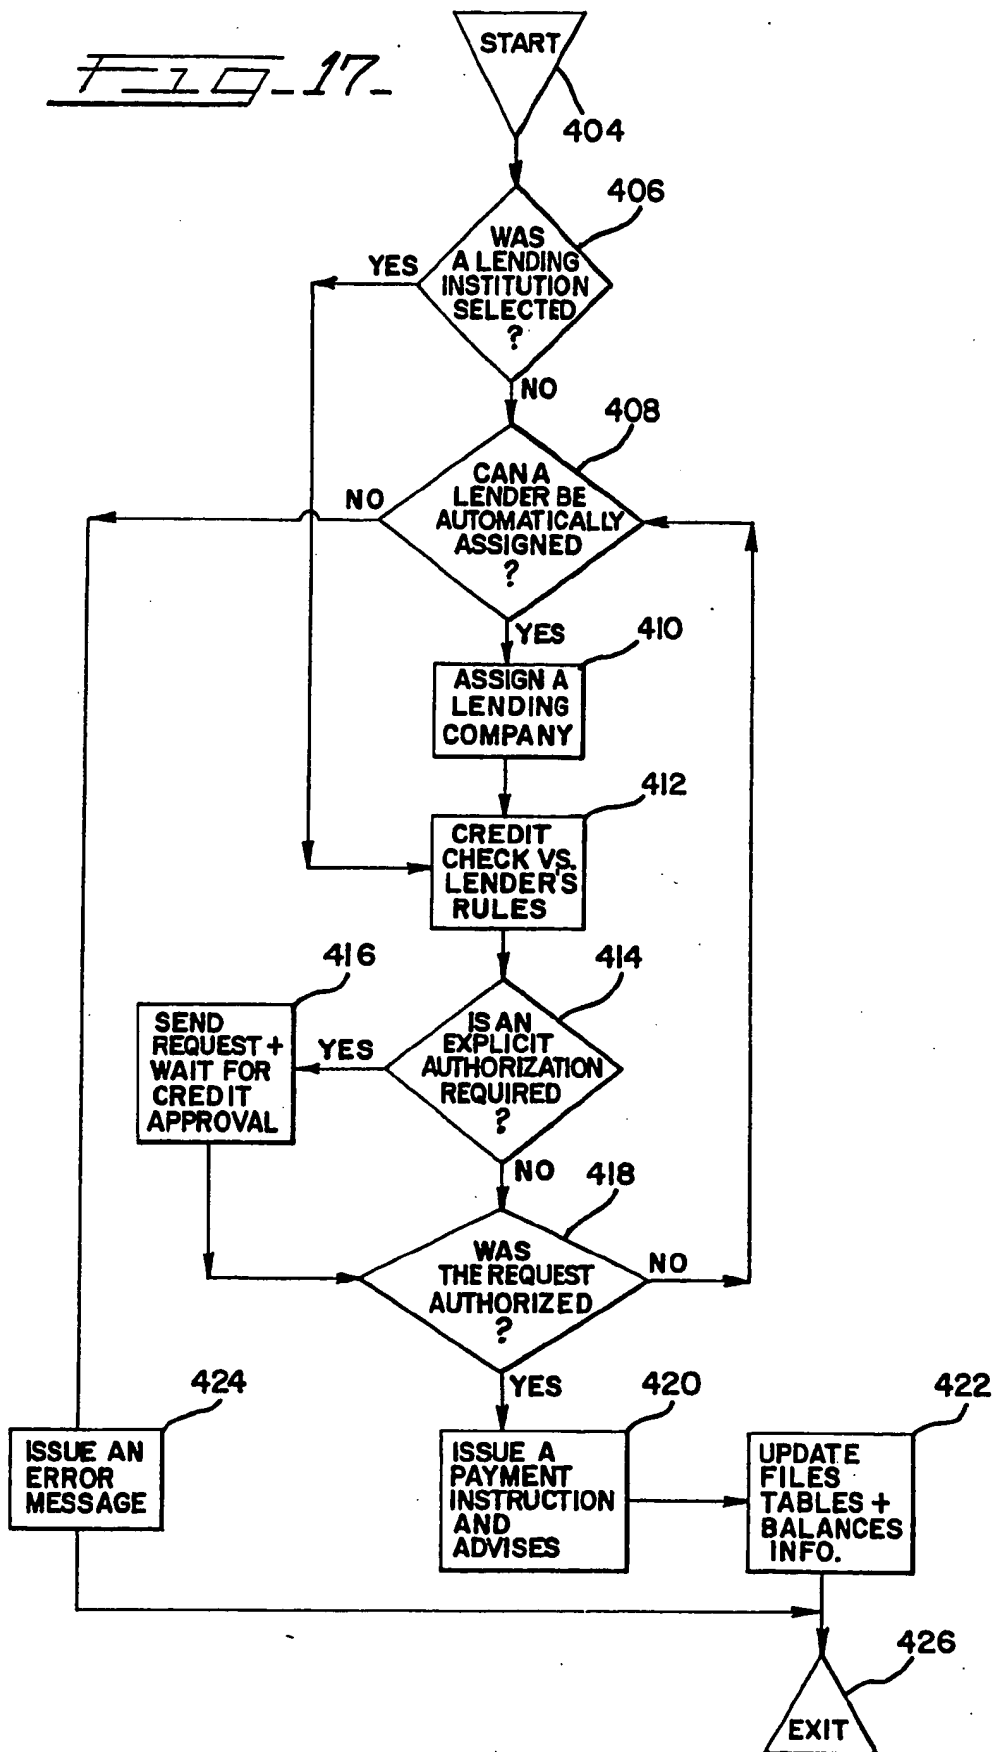 Fig-17-
START
404
406
WAS
A LENDING
INSTITUTION
SELECTED
?
YES
NO
408
CAN A
LENDER BE
AUTOMATICALLY
ASSIGNED
?
NO
YES
410
ASSIGN A
LENDING
COMPANY
412
CREDIT
CHECK VS.
LENDER'S
RULES
416
414
SEND
REQUEST +
WAIT FOR
CREDIT
APPROVAL
YES
IS AN
EXPLICIT
AUTHORIZATION
REQUIRED
?
NO
418
WAS
THE REQUEST
AUTHORIZED
?
NO
YES
424
420
422
ISSUE AN
ERROR
MESSAGE
ISSUE A
PAYMENT
INSTRUCTION
AND
ADVISES
UPDATE
FILES
TABLES +
BALANCES
INFO.
426
EXIT